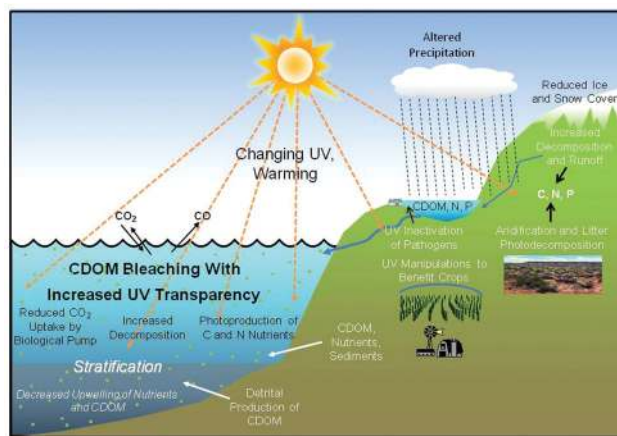 Altered
Precipitation
Reduced Ice
and Snow Cover
Increased
Decomposition
and Runoff
Changing UV,
Warming
C, N, P
CDOM, N, P
CO2
CO
UV Inactivation
of Pathogens
Aridification and Litter
Photodecomposition
CDOM Bleaching With
Increased UV Transparency
UV Manipulations to
Benefit Crops
Reduced CO2
Uptake by
Biological Pump
Increased
Decomposition
Photoproduction of
C and N Nutrients
CDOM,
Nutrients,
Sediments
Stratification
Decreased Upwelling of Nutrients
and CDOM
Detrital
Production of
CDOM